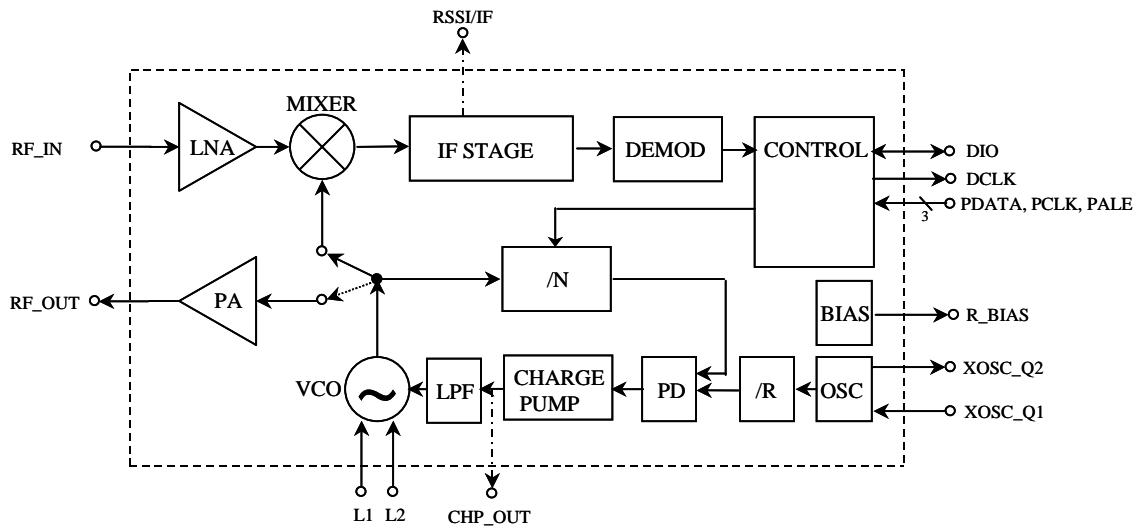 RSSI/IF
MIXER
RF_IN
LNA
IF STAGE
DEMOD
CONTROL
DIO
DCLK
PDATA, PCLK, PALE
3
/N
RF_OUT
PA
BIAS
R_BIAS
VCO
~
LPF
CHARGE
PUMP
PD
/R
OSC
XOSC_Q2
XOSC_Q1
L1
L2
CHP_OUT